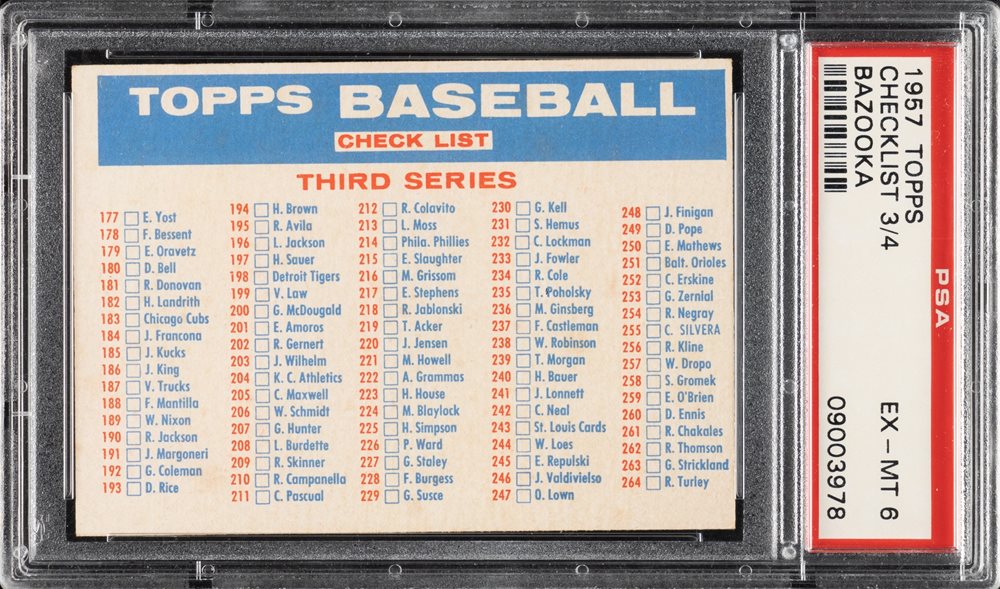 TOPPS BASEBALL
CHECK LIST
THIRD SERIES
177 E. Yost
178 F. Bessent
179 E. Oravetz
180 D. Bell
181 R. Donovan
182 H. Landrith
183 Chicago Cubs
184 J. Francona
185 J. Kucks
186 J. King
187 V. Trucks
188 F. Mantilla
189 W. Nixon
190 R. Jackson
191 J. Margoneri
192 G. Coleman
193 D. Rice
194 H. Brown
195 R. Avila
196 L. Jackson
197 H. Sauer
198 Detroit Tigers
199 V. Law
200 G. McDougald
201 E. Amoros
202 R. Gernert
203 J. Wilhelm
204 K. C. Athletics
205 C. Maxwell
206 W. Schmidt
207 G. Hunter
208 L. Burdette
209 R. Skinner
210 R. Campanella
211 C. Pascual
212 R. Colavito
213 L. Moss
214 Phila. Phillies
215 E. Slaughter
216 M. Grissom
217 E. Stephens
218 R. Jablonski
219 T. Acker
220 J. Jensen
221 M. Howell
222 A. Grammas
223 H. House
224 M. Blaylock
225 H. Simpson
226 P. Ward
227 G. Staley
228 F. Burgess
229 G. Susce
230 G. Kell
231 S. Hemus
232 C. Lockman
233 J. Fowler
234 R. Cole
235 T. Poholsky
236 M. Ginsberg
237 F. Castleman
238 W. Robinson
239 T. Morgan
240 H. Bauer
241 J. Lonnett
242 C. Neal
243 St. Louis Cards
244 W. Loes
245 E. Repulski
246 J. Valdivielso
247 O. Lown
248 J. Finigan
249 D. Pope
250 E. Mathews
251 Balt. Orioles
252 C. Erskine
253 G. Zernial
254 R. Negray
255 C. SILVERA
256 R. Kline
257 W. Dropo
258 S. Gromek
259 E. O'Brien
260 D. Ennis
261 R. Chakales
262 R. Thomson
263 G. Strickland
264 R. Turley
1957 TOPPS
CHECKLIST 3/4
BAZOOKA
EX - MT 6
09003978
PSA